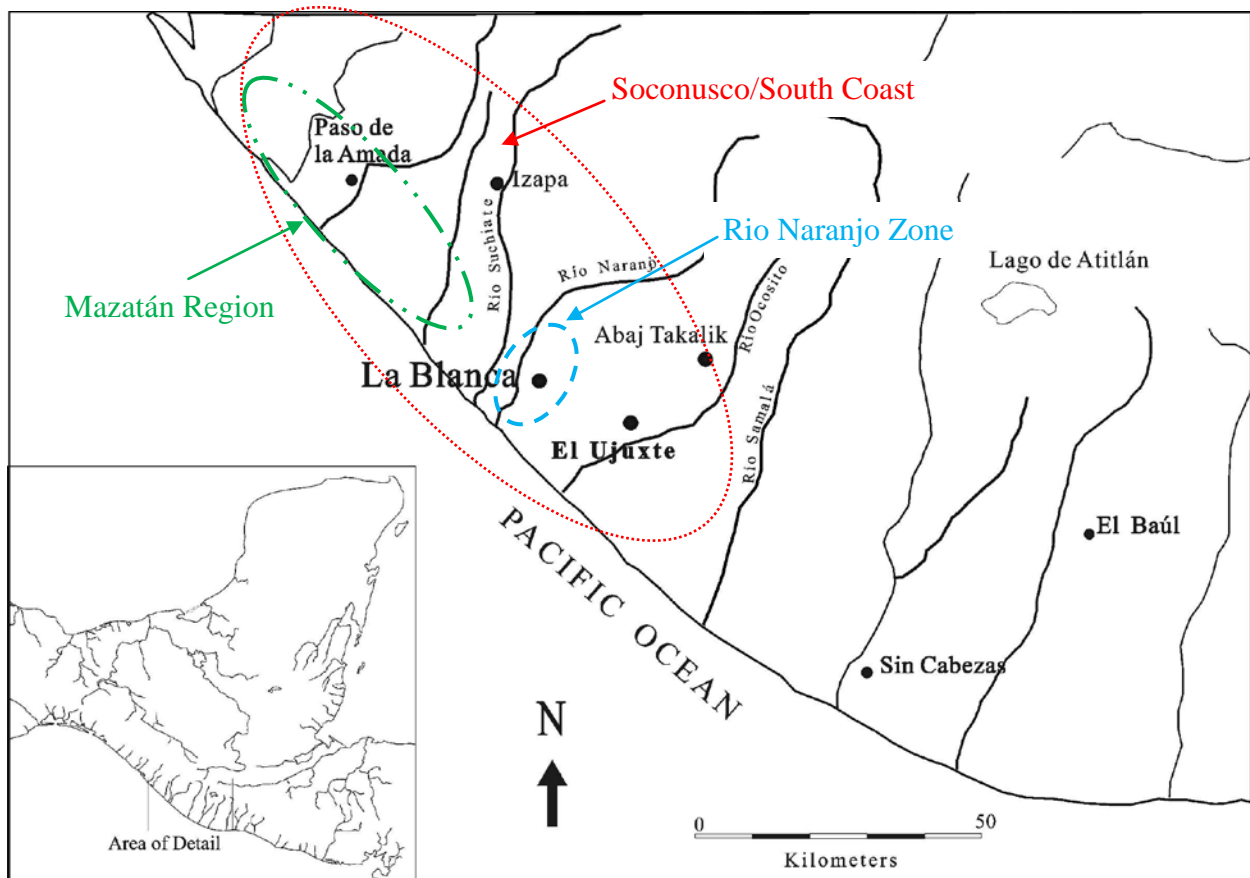 Soconusco/South Coast
Paso de
la Amada
Izapa
Rio Naranjo Zone
Río Suchiate
Mazatán Region
Río Naranjo
Lago de Atitlán
Río Ocosito
Abaj Takalik
La Blanca
El Ujuxte
Río Samalá
El Baúl
PACIFIC OCEAN
Sin Cabezas
N
Area of Detail
0 50
Kilometers